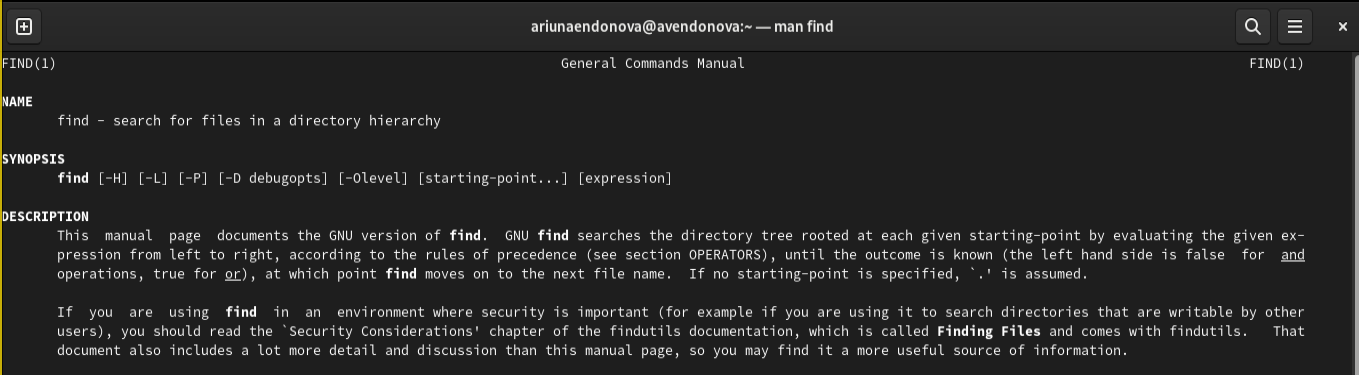 ariunaendonova@avendonova:~ — man find
FIND(1) General Commands Manual FIND(1)
NAME
find - search for files in a directory hierarchy
SYNOPSIS
find [-H] [-L] [-P] [-D debugopts] [-Olevel] [starting-point...] [expression]
DESCRIPTION
This manual page documents the GNU version of find. GNU find searches the directory tree rooted at each given starting-point by evaluating the given ex-
pression from left to right, according to the rules of precedence (see section OPERATORS), until the outcome is known (the left hand side is false for and
operations, true for or), at which point find moves on to the next file name. If no starting-point is specified, `.' is assumed.
If you are using find in an environment where security is important (for example if you are using it to search directories that are writable by other
users), you should read the `Security Considerations' chapter of the findutils documentation, which is called Finding Files and comes with findutils. That
document also includes a lot more detail and discussion than this manual page, so you may find it a more useful source of information.